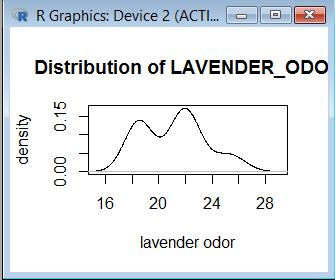 R Graphics: Device 2 (ACTI...
Distribution of LAVENDER_ODO
density
0.15
0.00
16 20 24 28
lavender odor